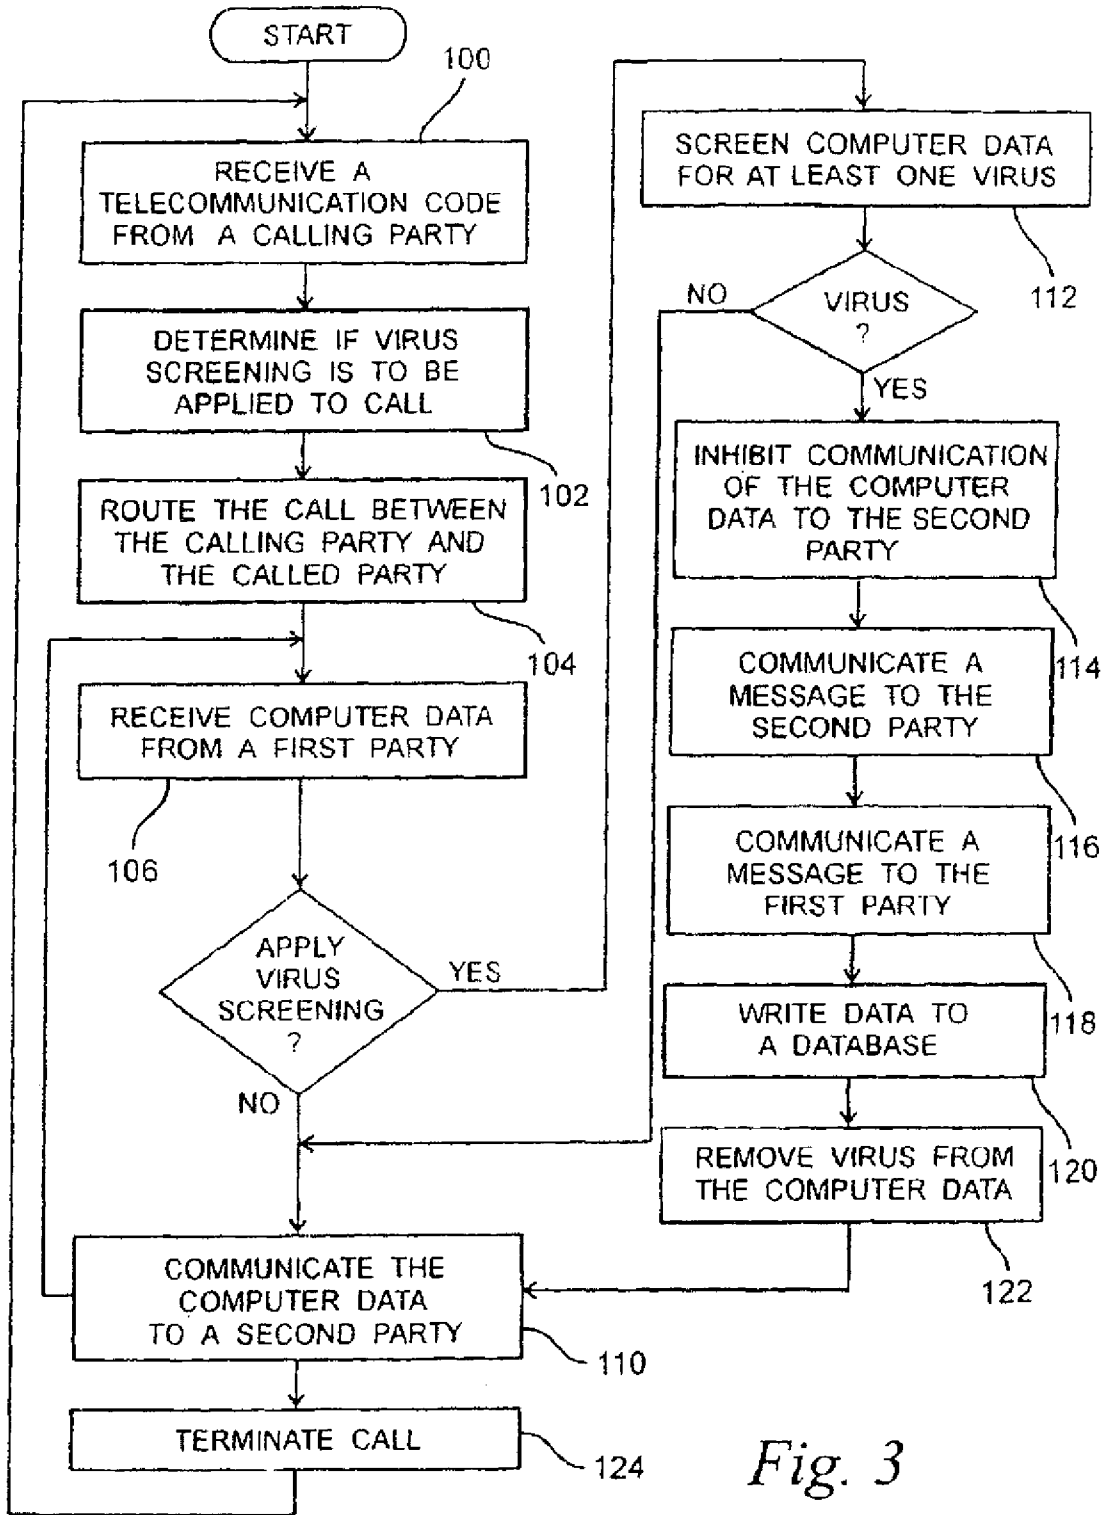 START
100
RECEIVE A
TELECOMMUNICATION CODE
FROM A CALLING PARTY
DETERMINE IF VIRUS
SCREENING IS TO BE
APPLIED TO CALL
102
ROUTE THE CALL BETWEEN
THE CALLING PARTY AND
THE CALLED PARTY
104
RECEIVE COMPUTER DATA
FROM A FIRST PARTY
106
APPLY
VIRUS
SCREENING
?
YES
NO
COMMUNICATE THE
COMPUTER DATA
TO A SECOND PARTY
110
TERMINATE CALL
124
SCREEN COMPUTER DATA
FOR AT LEAST ONE VIRUS
112
NO
VIRUS
?
YES
INHIBIT COMMUNICATION
OF THE COMPUTER
DATA TO THE SECOND
PARTY
114
COMMUNICATE A
MESSAGE TO THE
SECOND PARTY
116
COMMUNICATE A
MESSAGE TO THE
FIRST PARTY
118
WRITE DATA TO
A DATABASE
120
REMOVE VIRUS FROM
THE COMPUTER DATA
122
Fig. 3